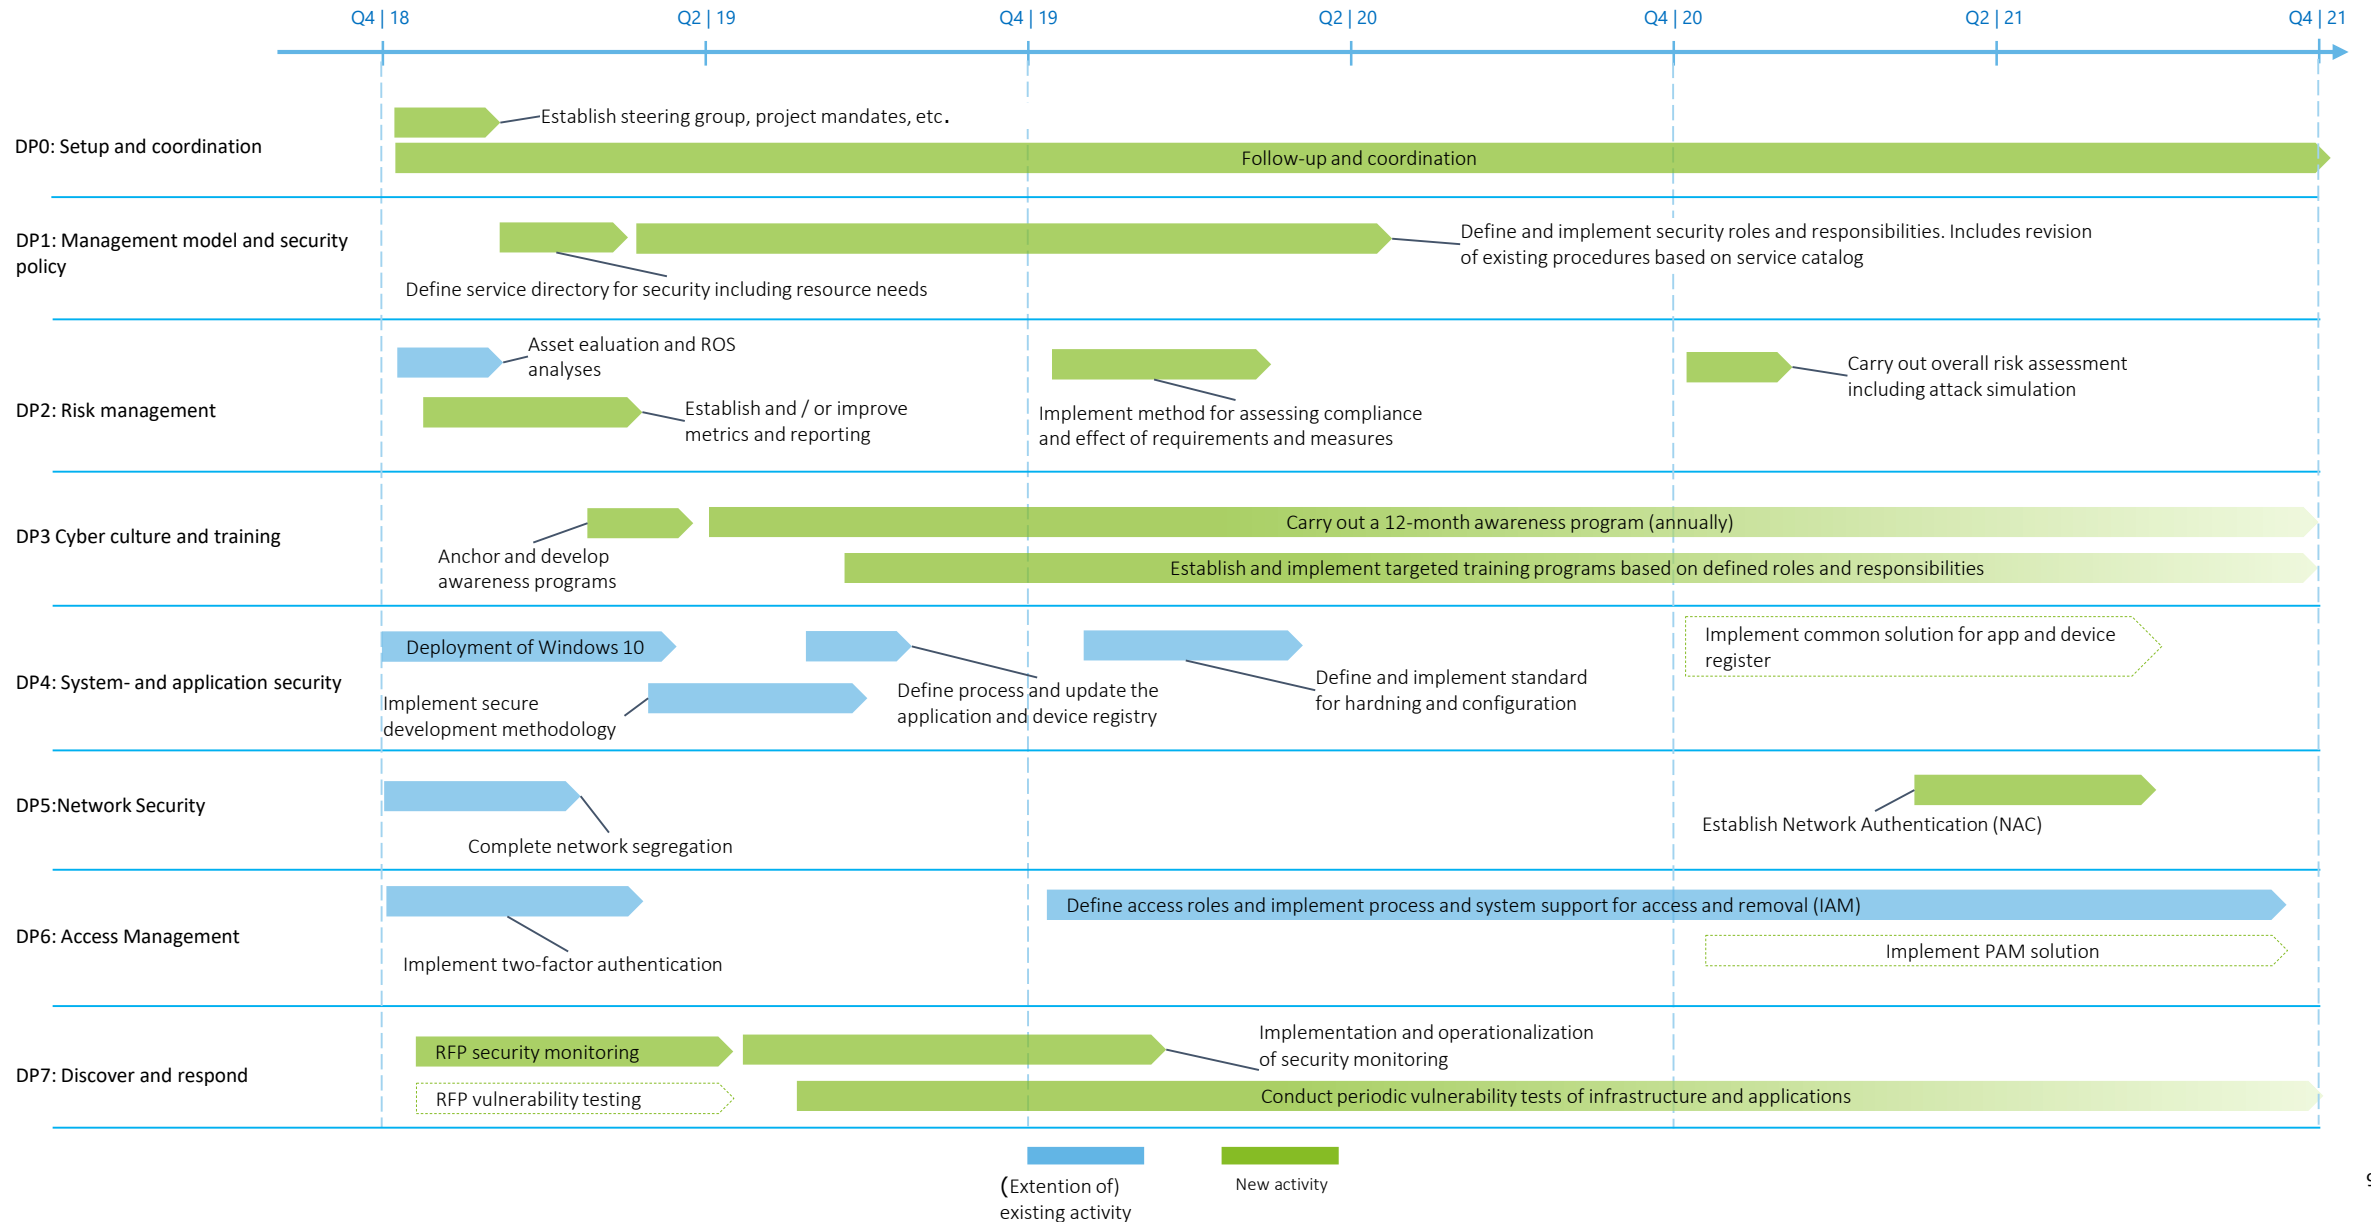 Q4 | 18
Q2 | 19
Q4 | 19
Q2 | 20
Q4 | 20
Q2 | 21
Q4 | 21
DP0: Setup and coordination
Establish steering group, project mandates, etc.
Follow-up and coordination
DP1: Management model and security
policy
Define service directory for security including resource needs
Define and implement security roles and responsibilities. Includes revision
of existing procedures based on service catalog
DP2: Risk management
Asset ealuation and ROS
analyses
Establish and / or improve
metrics and reporting
Implement method for assessing compliance
and effect of requirements and measures
Carry out overall risk assessment
including attack simulation
DP3 Cyber culture and training
Anchor and develop
awareness programs
Carry out a 12-month awareness program (annually)
Establish and implement targeted training programs based on defined roles and responsibilities
DP4: System- and application security
Deployment of Windows 10
Implement secure
development methodology
Define process and update the
application and device registry
Define and implement standard
for hardning and configuration
Implement common solution for app and device
register
DP5:Network Security
Complete network segregation
Establish Network Authentication (NAC)
DP6: Access Management
Implement two-factor authentication
Define access roles and implement process and system support for access and removal (IAM)
Implement PAM solution
DP7: Discover and respond
RFP security monitoring
RFP vulnerability testing
Implementation and operationalization
of security monitoring
Conduct periodic vulnerability tests of infrastructure and applications
(Extention of)
existing activity
New activity
9